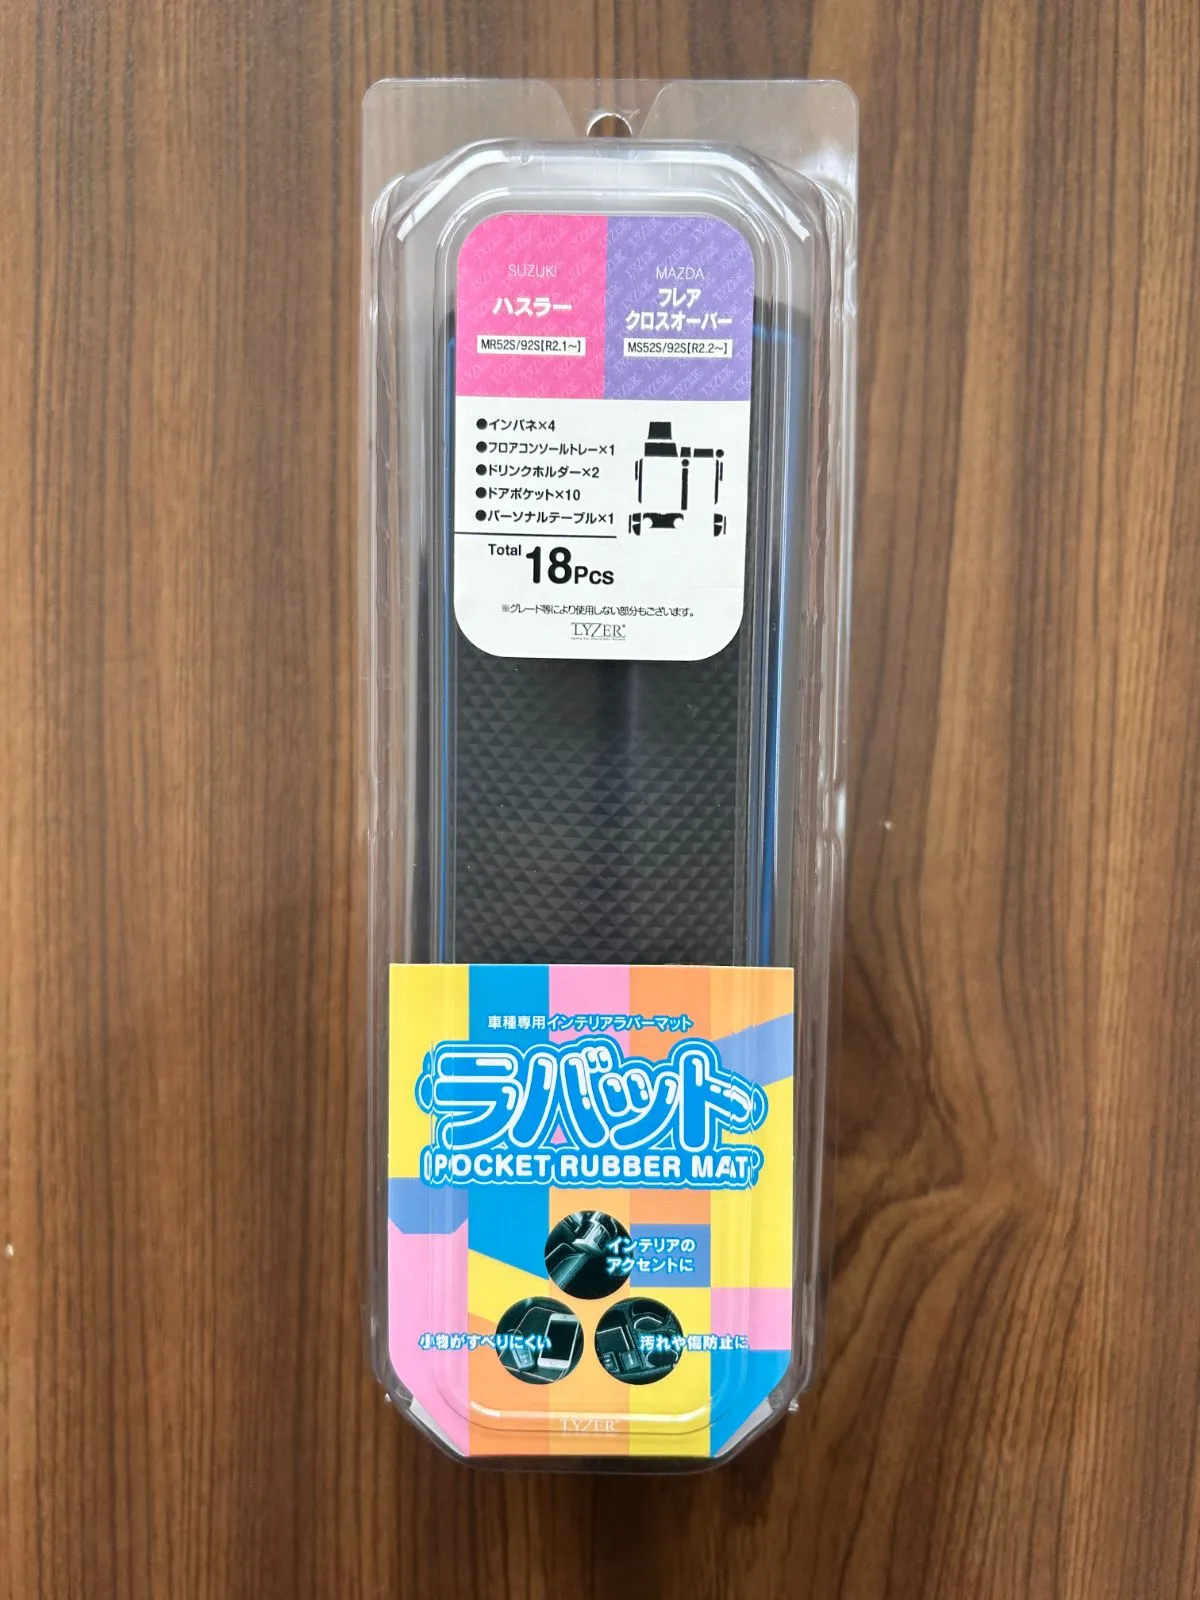 SUZUKI
ハスラー
MR52S/92S【R2.1〜】
MAZDA
フレア
クロスオーバー
MS52S/92S【R2.2〜】
●インパネ×4
●フロアコンソールトレー×1
●ドリンクホルダー×2
●ドアポケット×10
●パーソナルテーブル×1
Total 18Pcs
※グレード等により使用しない部分もございます。
LYZER
車種専用インテリアラバーマット
ラバット
POCKET RUBBER MAT
インテリアの
アクセントに
小物がすべりにくい
汚れや傷防止に
LYZER